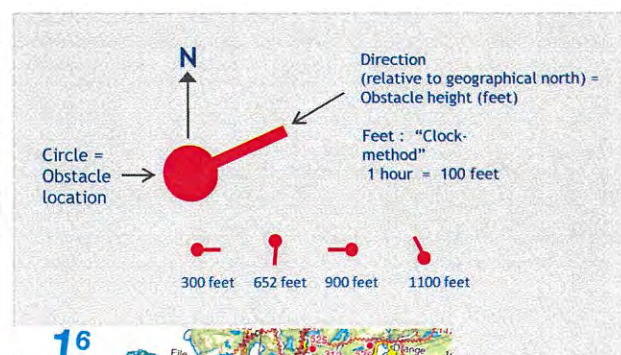 N
Direction
(relative to geographical north) =
Obstacle height (feet)
Feet : "Clock-
method"
1 hour = 100 feet
Circle =
Obstacle
location
300 feet 652 feet 900 feet 1100 feet
16